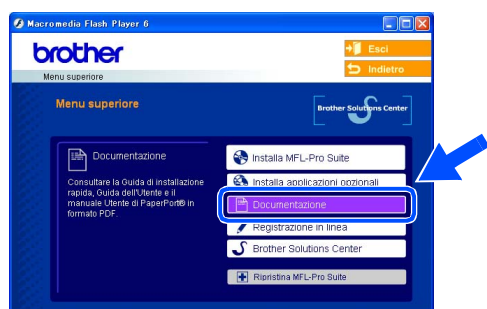 Macromedia Flash Player 6
brother
Esci
Indietro
Menu superiore
Menu superiore
Brother Solutions Center
Documentazione
Consultare la Guida di installazione
rapida, Guida dell'Utente e il
manuale Utente di PaperPort® in
formato PDF.
Installa MFL-Pro Suite
Installa applicazioni opzionali
Documentazione
Registrazione in linea
Brother Solutions Center
Ripristina MFL-Pro Suite